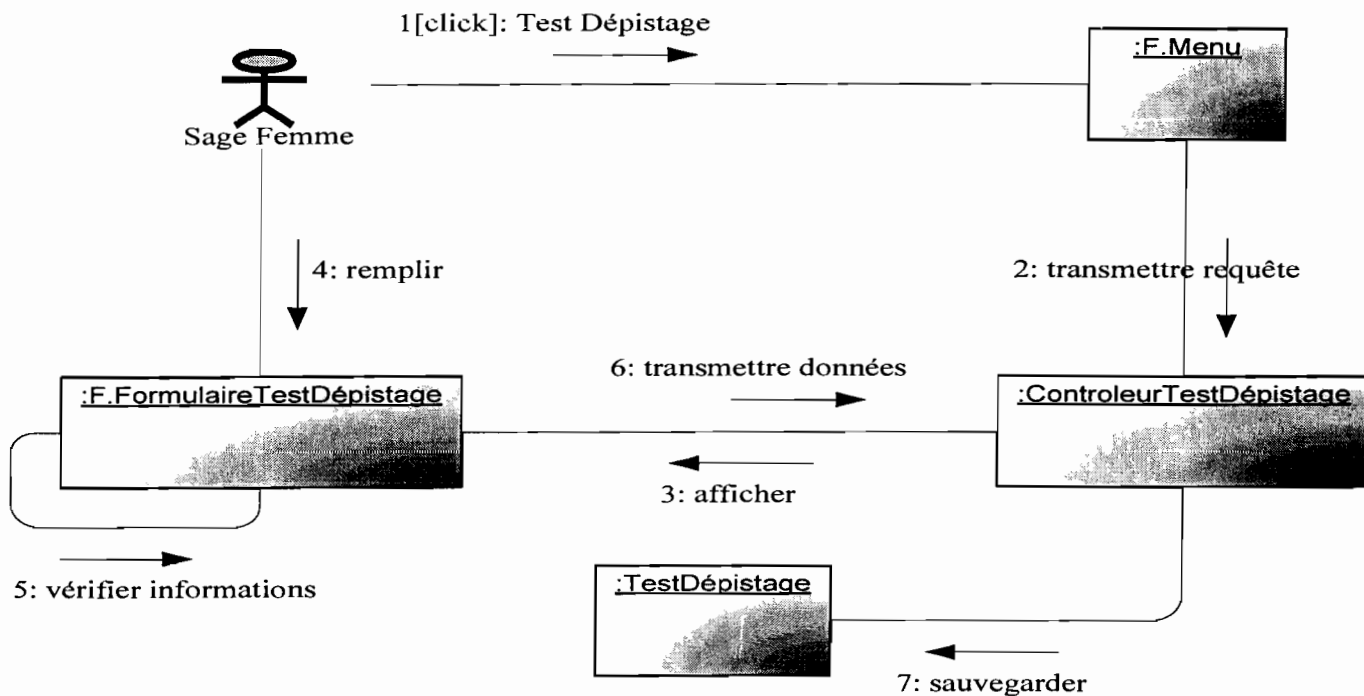 1[click]: Test Dépistage
:F.Menu
Sage Femme
4: remplir
2: transmettre requête
:F.FormulaireTestDépistage
6: transmettre données
:ControleurTestDépistage
3: afficher
5: vérifier informations
:TestDépistage
7: sauvegarder